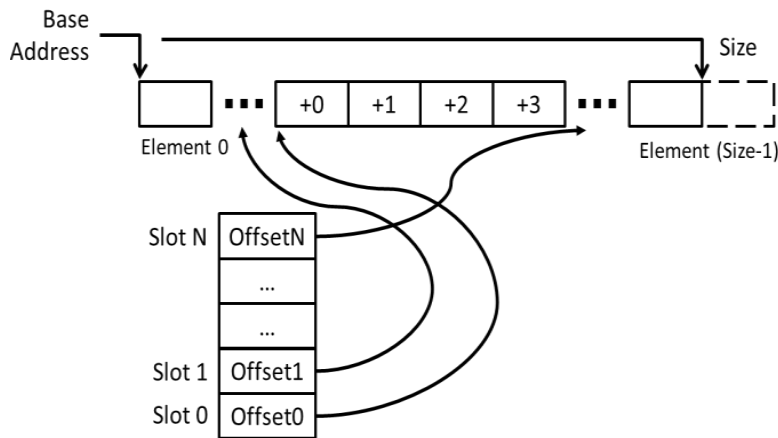 Base
Address
Size
+0 +1 +2 +3
Element 0
Element (Size-1)
Slot N OffsetN
...
...
Slot 1 Offset1
Slot 0 Offset0